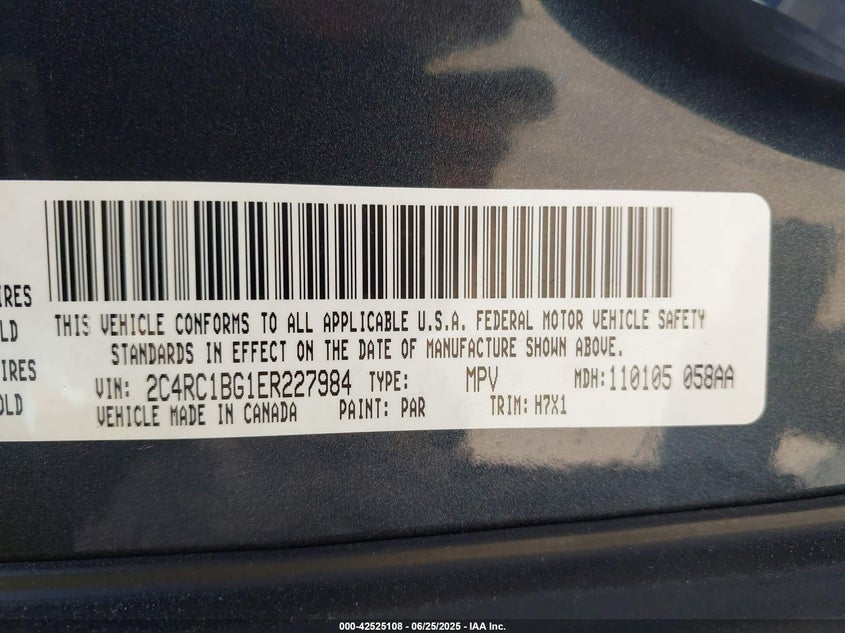 IRES
OLD
IRES
OLD
THIS VEHICLE CONFORMS TO ALL APPLICABLE U.S.A. FEDERAL MOTOR VEHICLE SAFETY
STANDARDS IN EFFECT ON THE DATE OF MANUFACTURE SHOWN ABOVE.
VIN: 2C4RC1BG1ER227984 TYPE: MPV MDH: 110105 058AA
VEHICLE MADE IN CANADA PAINT: PAR TRIM: H7X1
000-42525108 - 06/25/2025 - IAA Inc.